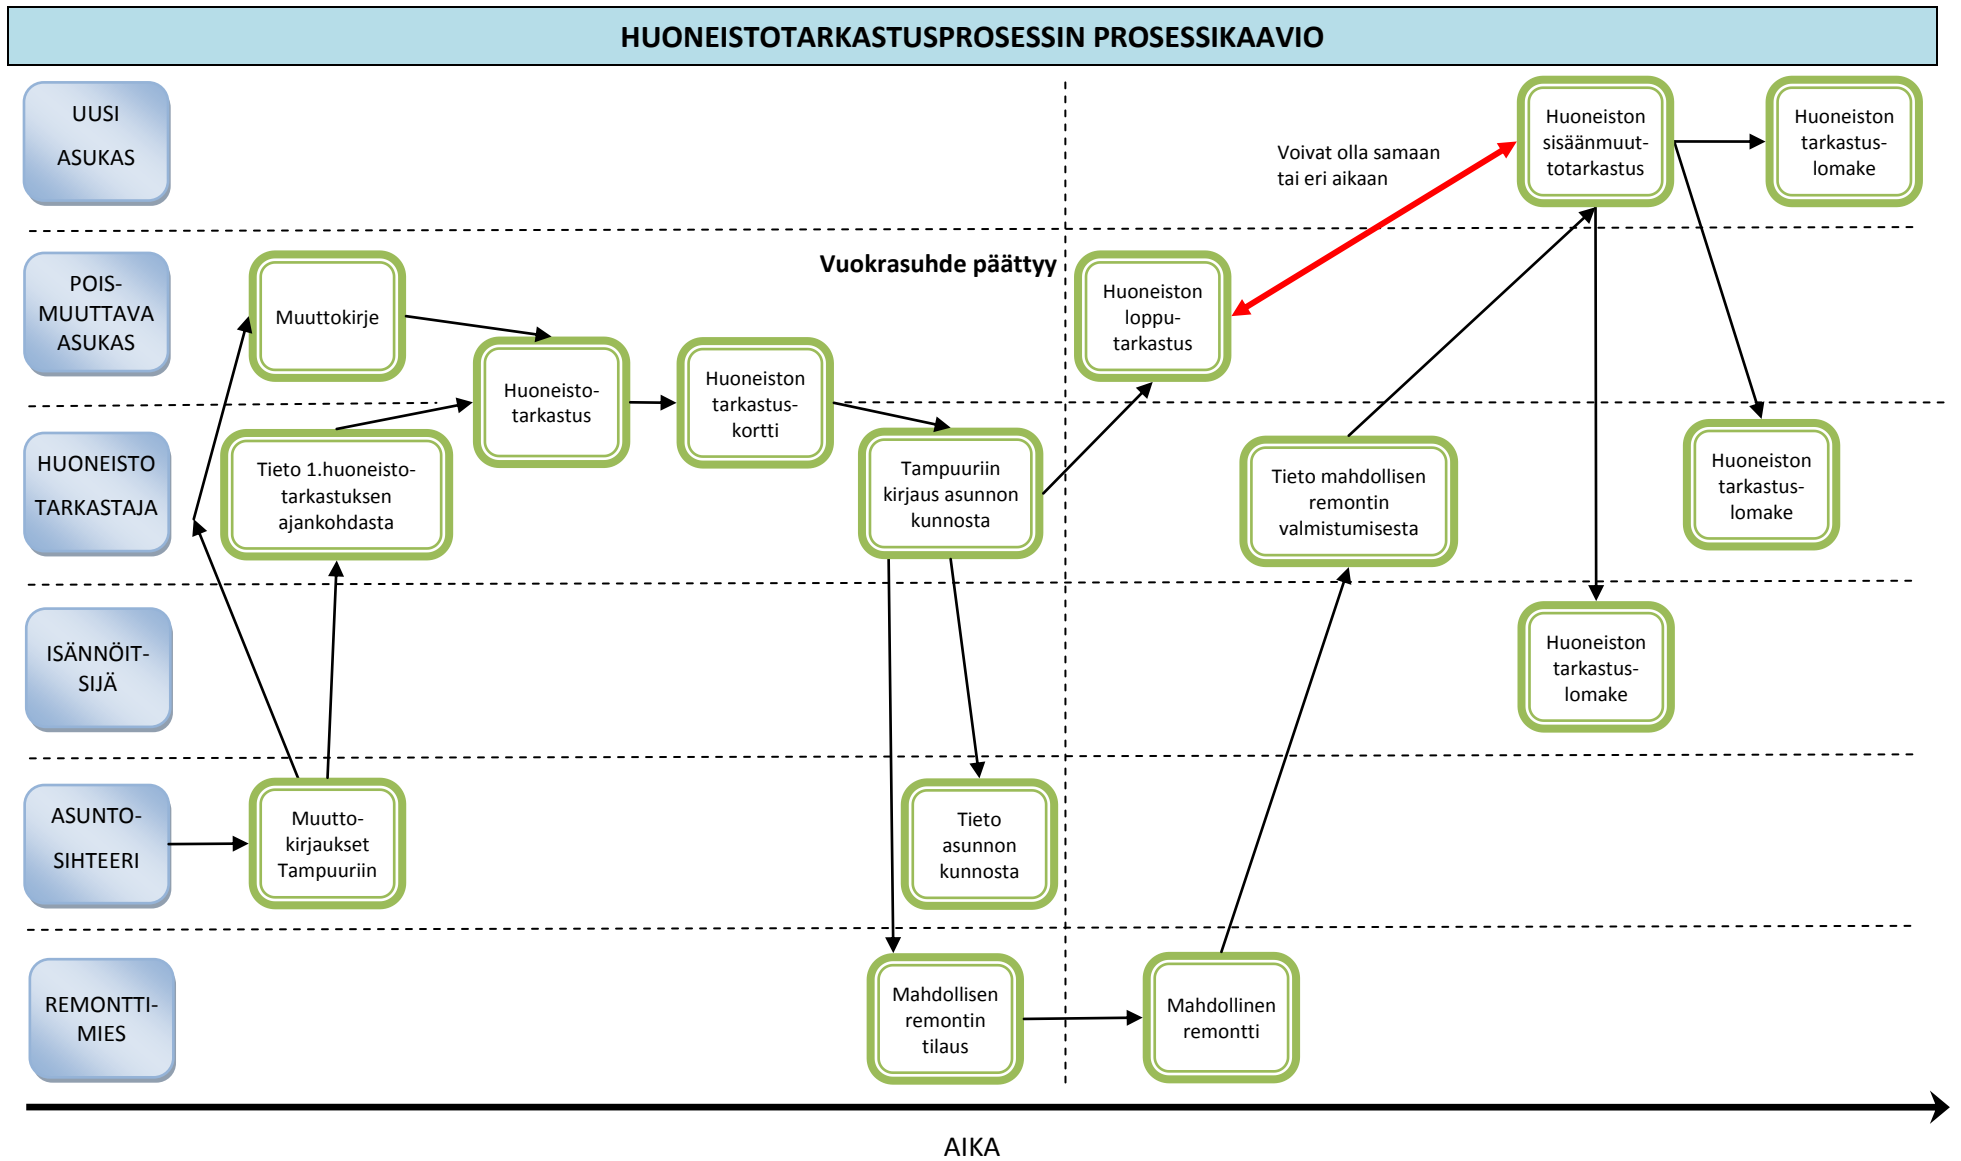 HUONEISTOTARKASTUSPROSESSIN PROSESSIKAAVIO
UUSI
ASUKAS
Voivat olla samaan
tai eri aikaan
Huoneiston
sisäänmuut-
totarkastus
Huoneiston
tarkastus-
lomake
POIS-
MUUTTAVA
ASUKAS
Muuttokirje
Huoneisto-
tarkastus
Huoneiston
tarkastus-
kortti
Vuokrasuhde päättyy
Huoneiston
loppu-
tarkastus
HUONEISTO
TARKASTAJA
Tieto 1.huoneisto-
tarkastuksen
ajankohdasta
Tampuuriin
kirjaus asunnon
kunnosta
Tieto mahdollisen
remontin
valmistumisesta
Huoneiston
tarkastus-
lomake
ISÄNNÖIT-
SIJÄ
Huoneiston
tarkastus-
lomake
ASUNTO-
SIHTEERI
Muutto-
kirjaukset
Tampuuriin
Tieto
asunnon
kunnosta
REMONTTI-
MIES
Mahdollisen
remontin
tilaus
Mahdollinen
remontti
AIKA